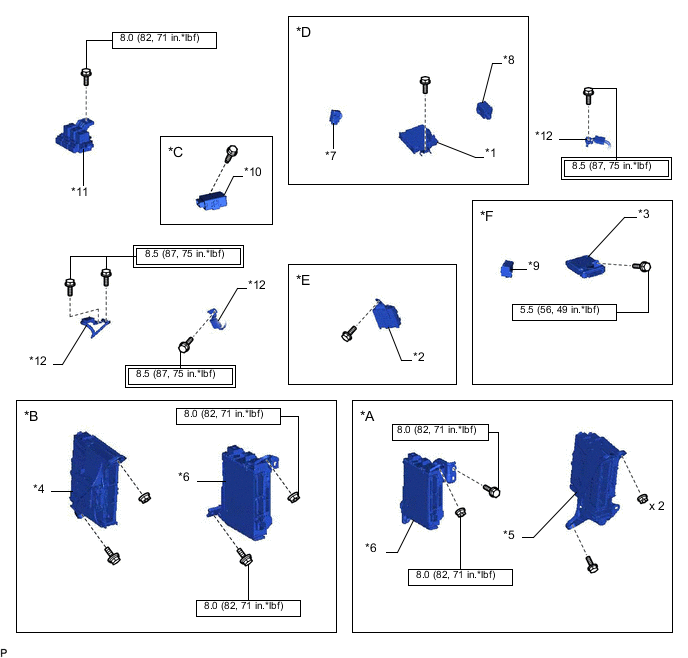 8.0 (82, 71 in.*lbf)
*D
*8
*7
*1
*12
8.5 (87, 75 in.*lbf)
*11
*C
*10
*F
*3
*9
5.5 (56, 49 in.*lbf)
8.5 (87, 75 in.*lbf)
*12
*12
8.5 (87, 75 in.*lbf)
*E
*2
*B
8.0 (82, 71 in.*lbf)
*4
*6
8.0 (82, 71 in.*lbf)
*A
8.0 (82, 71 in.*lbf)
*6
8.0 (82, 71 in.*lbf)
*5
x 2
P